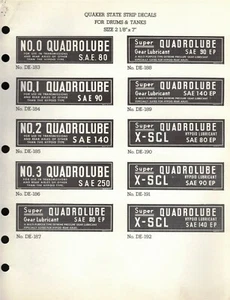 QUAKER STATE STRIP DECALS
FOR DRUMS & TANKS
SIZE 2 1/8" x 7"
NO.0 QUADROLUBE
S.A.E. 80
No. DE-183
NO.1 QUADROLUBE
SAE 90
No. DE-184
NO.2 QUADROLUBE
SAE 140
No. DE-185
NO.3 QUADROLUBE
SAE 250
No. DE-186
Super QUADROLUBE
Gear Lubricant SAE 80 EP
No. DE-187
Super QUADROLUBE
Gear Lubricant SAE 90 EP
No. DE-188
Super QUADROLUBE
Gear Lubricant SAE 140 EP
No. DE-189
Super QUADROLUBE
X-SCL HYPOID LUBRICANT
SAE 80 EP
No. DE-190
Super QUADROLUBE
X-SCL HYPOID LUBRICANT
SAE 90 EP
No. DE-191
Super QUADROLUBE
X-SCL HYPOID LUBRICANT
SAE 140 EP
No. DE-192